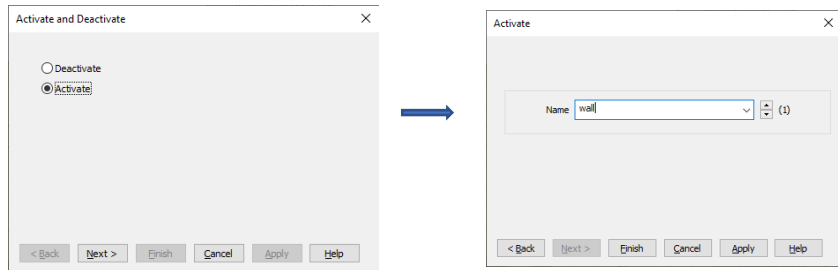 Activate and Deactivate
Deactivate
Activate
< Back Next > Finish Cancel Apply Help
Activate
Name wall (1)
< Back Next > Finish Cancel Apply Help